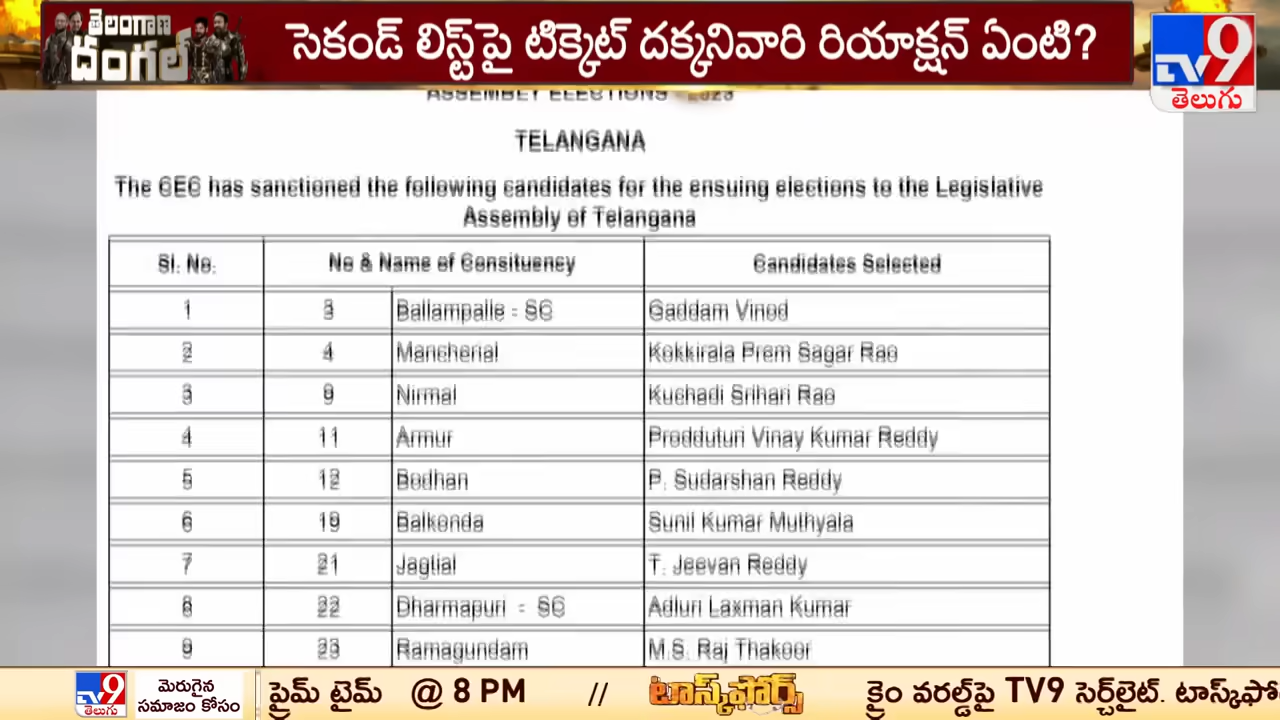 తెలంగాణ
దంగల్
సెకండ్ లిస్ట్‌పై టిక్కెట్ దక్కనివారి రియాక్షన్ ఏంటి?
TV9
తెలుగు
ASSEMBLY ELECTIONS - 2023
TELANGANA
The CEC has sanctioned the following candidates for the ensuing elections to the Legislative
Assembly of Telangana
Sl. No. No & Name of Consituency Candidates Selected
1 3 Ballampalle - SC Gaddam Vinod
2 4 Mancherial Kokkirala Prem Sagar Rao
3 9 Nirmal Kuchadi Srihari Rao
4 11 Armur Prodduturi Vinay Kumar Reddy
5 12 Bodhan P. Sudarshan Reddy
6 19 Balkonda Sunil Kumar Muthyala
7 21 Jagtial T. Jeevan Reddy
8 22 Dharmapuri - SC Adluri Laxman Kumar
9 23 Ramagundam M.S. Raj Thakoor
TV9
తెలుగు
మెరుగైన
సమాజం కోసం
ప్రైమ్ టైమ్ @ 8 PM // టాస్క్‌ఫోర్స్ క్రైం వరల్డ్‌పై TV9 సెర్చ్‌లైట్. టాస్క్‌ఫో